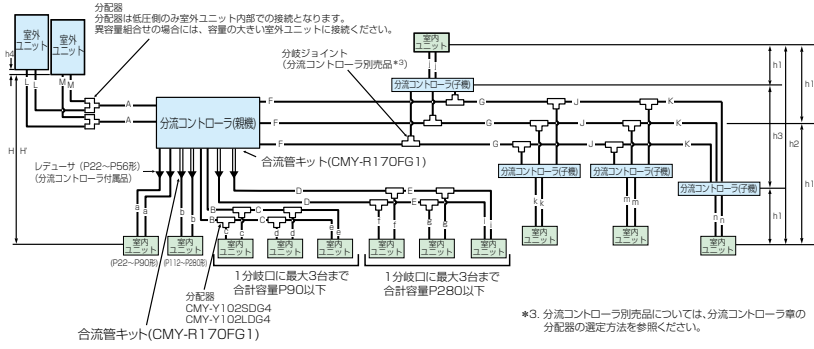 分配器
分配器は低圧側のみ室外ユニット内部での接続となります。
異容量組合せの場合には、容量の大きい室外ユニットに接続ください。
室外
ユニット
室外
ユニット
h4
L
L
M
M
A
A
H
H'
分流コントローラ(親機)
レデューサ（P22～P56形）
（分流コントローラ付属品）
合流管キット(CMY-R170FG1)
分岐ジョイント
（分流コントローラ別売品*3）
室内
ユニット
j
j
分流コントローラ(子機)
F
F
F
G
G
G
J
J
J
K
K
K
h1
h3
h1
h1
h2
h1
分流コントローラ(子機)
分流コントローラ(子機)
分流コントローラ(子機)
k
k
m
m
n
n
室内
ユニット
室内
ユニット
室内
ユニット
a
a
b
b
B
B
C
C
c
c
d
d
e
e
D
D
E
E
f
f
g
g
i
i
室内
ユニット
室内
ユニット
室内
ユニット
室内
ユニット
室内
ユニット
室内
ユニット
室内
ユニット
室内
ユニット
(P22～P90形)
(P112～P280形)
1分岐口に最大3台まで
合計容量P90以下
1分岐口に最大3台まで
合計容量P280以下
分配器
CMY-Y102SDG4
CMY-Y102LDG4
合流管キット(CMY-R170FG1)
*3. 分流コントローラ別売品については、分流コントローラ章の
分配器の選定方法を参照ください。